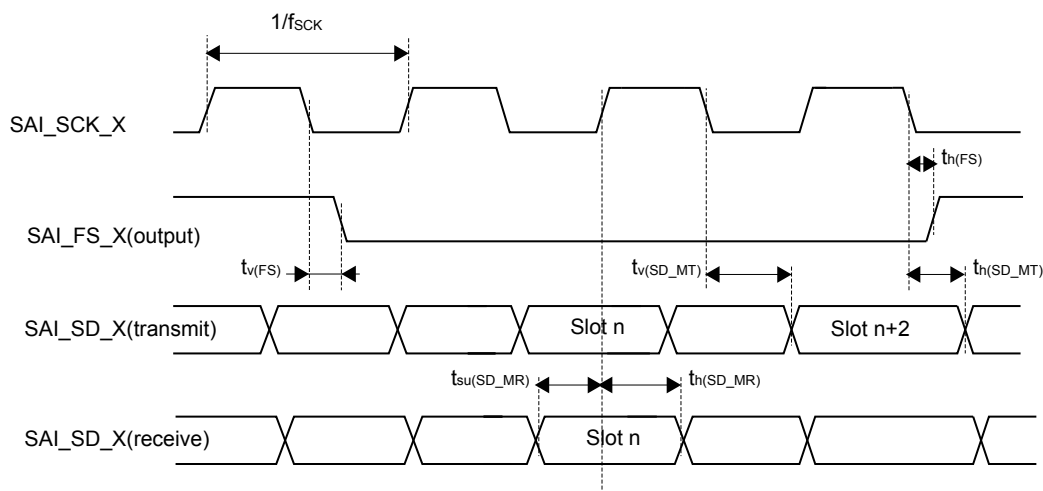 1/fSCK
SAI_SCK_X
th(FS)
SAI_FS_X(output)
tv(FS)
tv(SD_MT)
th(SD_MT)
SAI_SD_X(transmit)
Slot n
Slot n+2
tsu(SD_MR)
th(SD_MR)
SAI_SD_X(receive)
Slot n